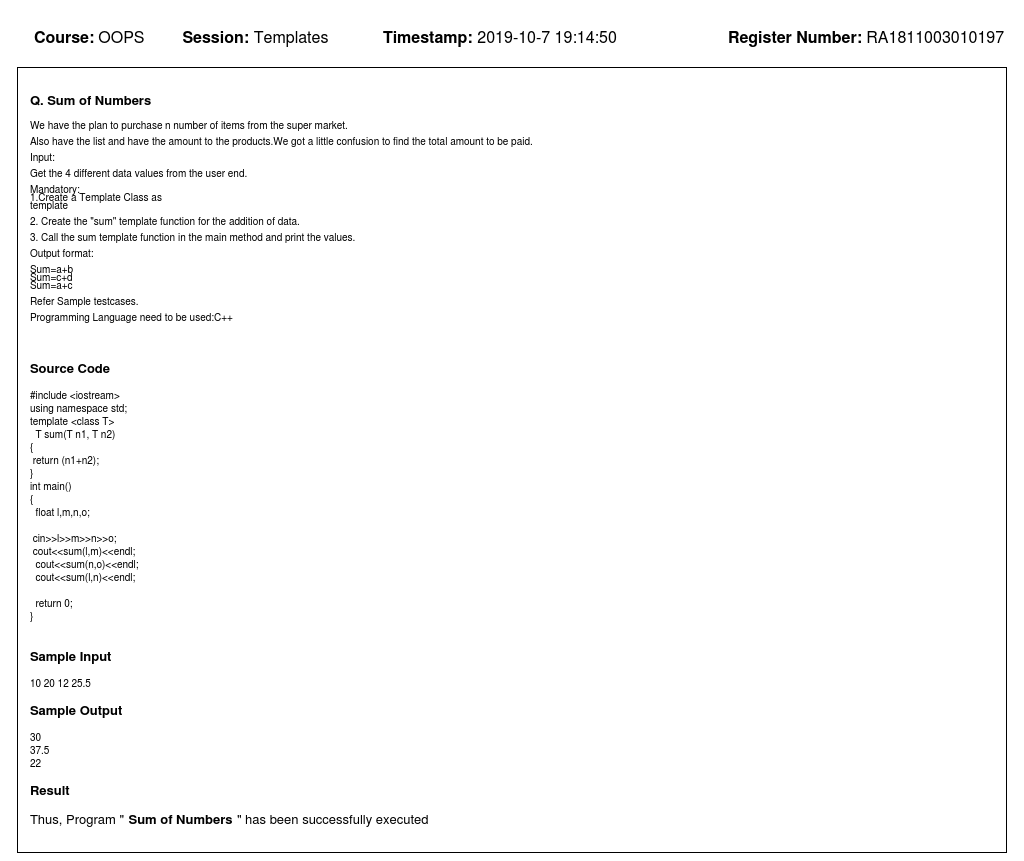 Course: OOPS Session: Templates Timestamp: 2019-10-7 19:14:50 Register Number: RA1811003010197
Q. Sum of Numbers
We have the plan to purchase n number of items from the super market.
Also have the list and have the amount to the products.We got a little confusion to find the total amount to be paid.
Input:
Get the 4 different data values from the user end.
Mandatory:
1.Create a Template Class as
template
2. Create the "sum" template function for the addition of data.
3. Call the sum template function in the main method and print the values.
Output format:
Sum=a+b
Sum=c+d
Sum=a+c
Refer Sample testcases.
Programming Language need to be used:C++
Source Code
#include <iostream>
using namespace std;
template <class T>
T sum(T n1, T n2)
{
return (n1+n2);
}
int main()
{
float l,m,n,o;
cin>>l>>m>>n>>o;
cout<<sum(l,m)<<endl;
cout<<sum(n,o)<<endl;
cout<<sum(l,n)<<endl;
return 0;
}
Sample Input
10 20 12 25.5
Sample Output
30
37.5
22
Result
Thus, Program " Sum of Numbers " has been successfully executed